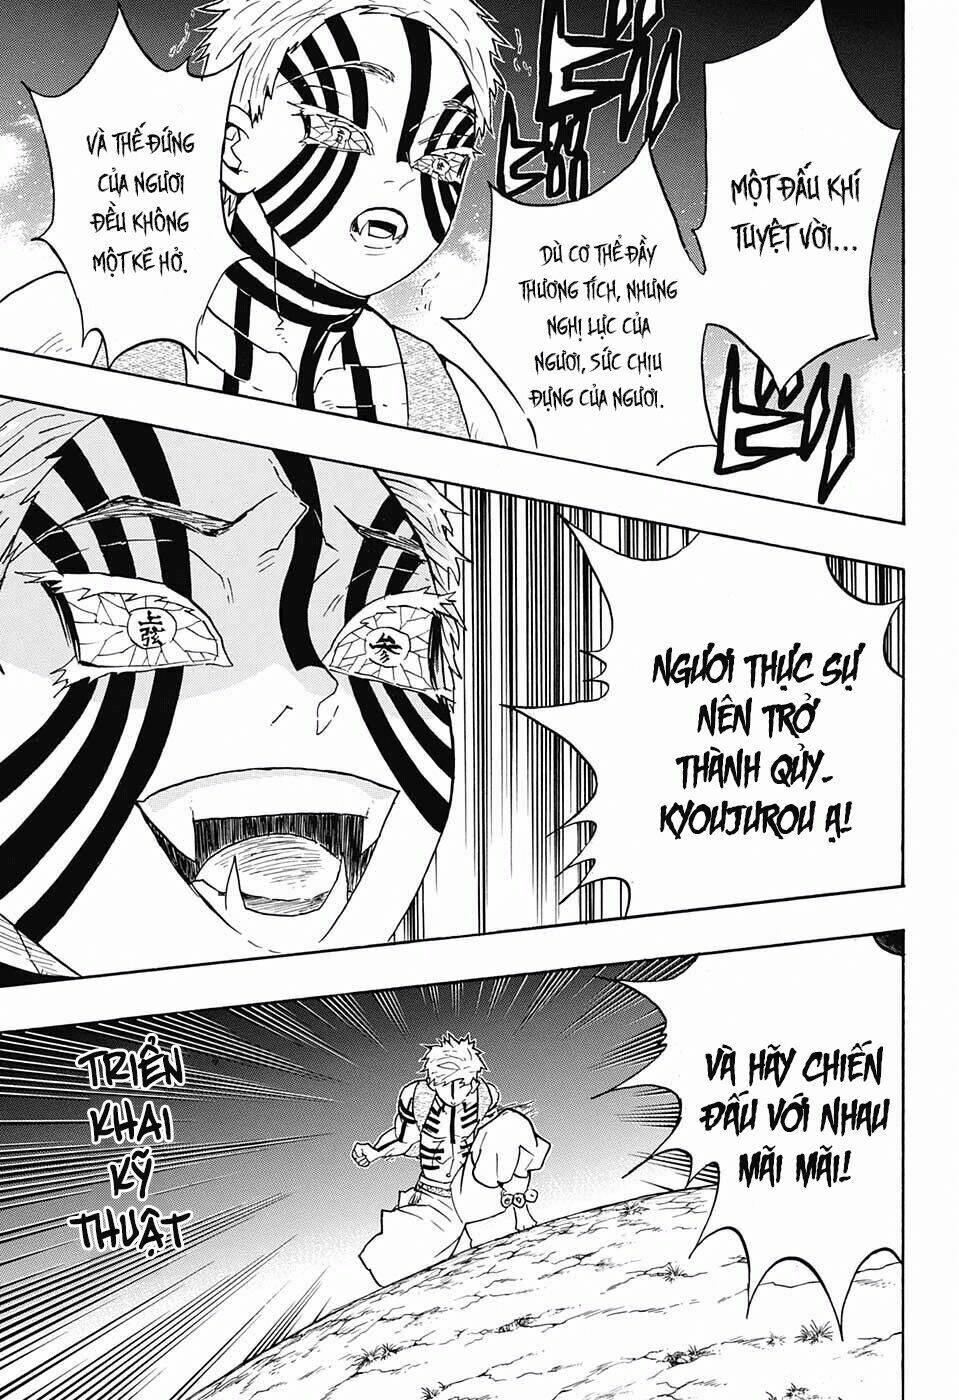 MỘT ĐẤU KHÍ
TUYỆT VỜI...
DÙ CƠ THỂ ĐẦY
THƯƠNG TÍCH, NHƯNG
NGHỊ LỰC CỦA
NGƯƠI, SỨC CHỊU
ĐỰNG CỦA NGƯƠI.
VÀ THẾ ĐỨNG
CỦA NGƯƠI
ĐỀU KHÔNG
MỘT KẼ HỞ.
上弦
参
NGƯƠI THỰC SỰ
NÊN TRỞ
THÀNH QUỶ-
KYOUJUROU Ạ!
VÀ HÃY CHIẾN
ĐẤU VỚI NHAU
MÃI MÃI!
TRIỂN
KHAI
KỸ
THUẬT